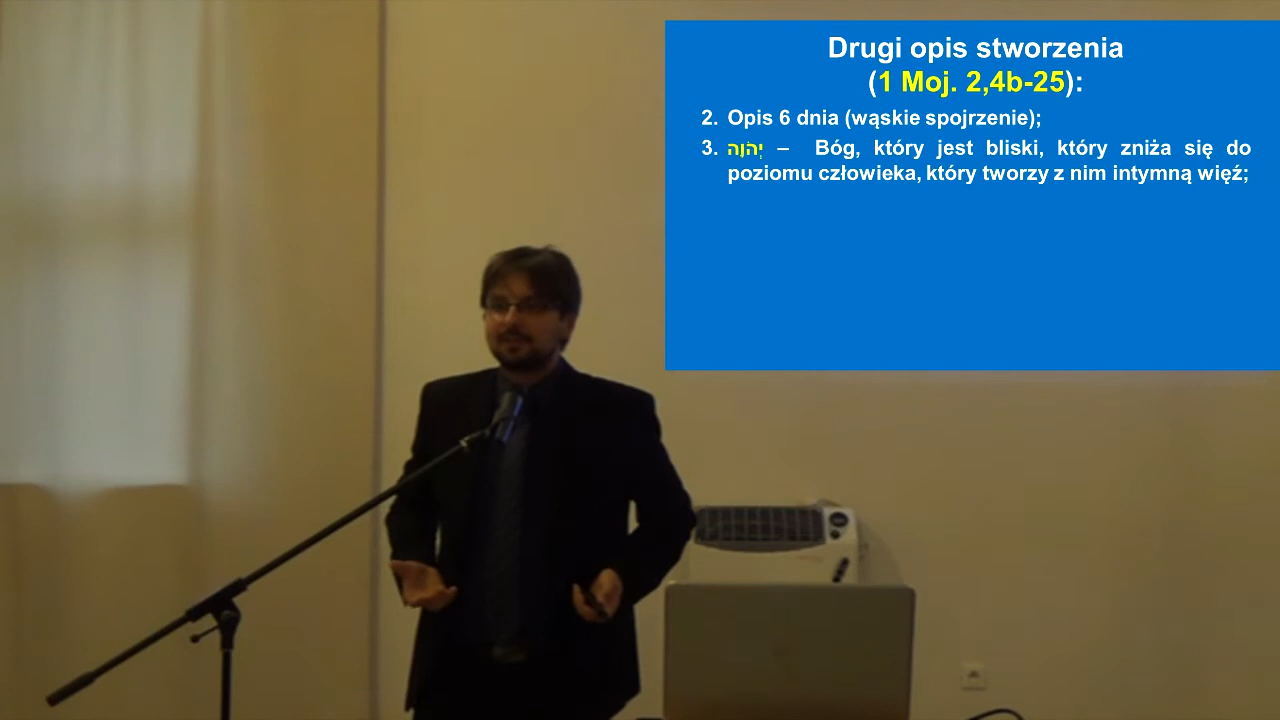 Drugi opis stworzenia
(1 Moj. 2,4b-25):
2. Opis 6 dnia (wąskie spojrzenie);
3. יְהֹוָה – Bóg, który jest bliski, który zniża się do
poziomu człowieka, który tworzy z nim intymną więź;